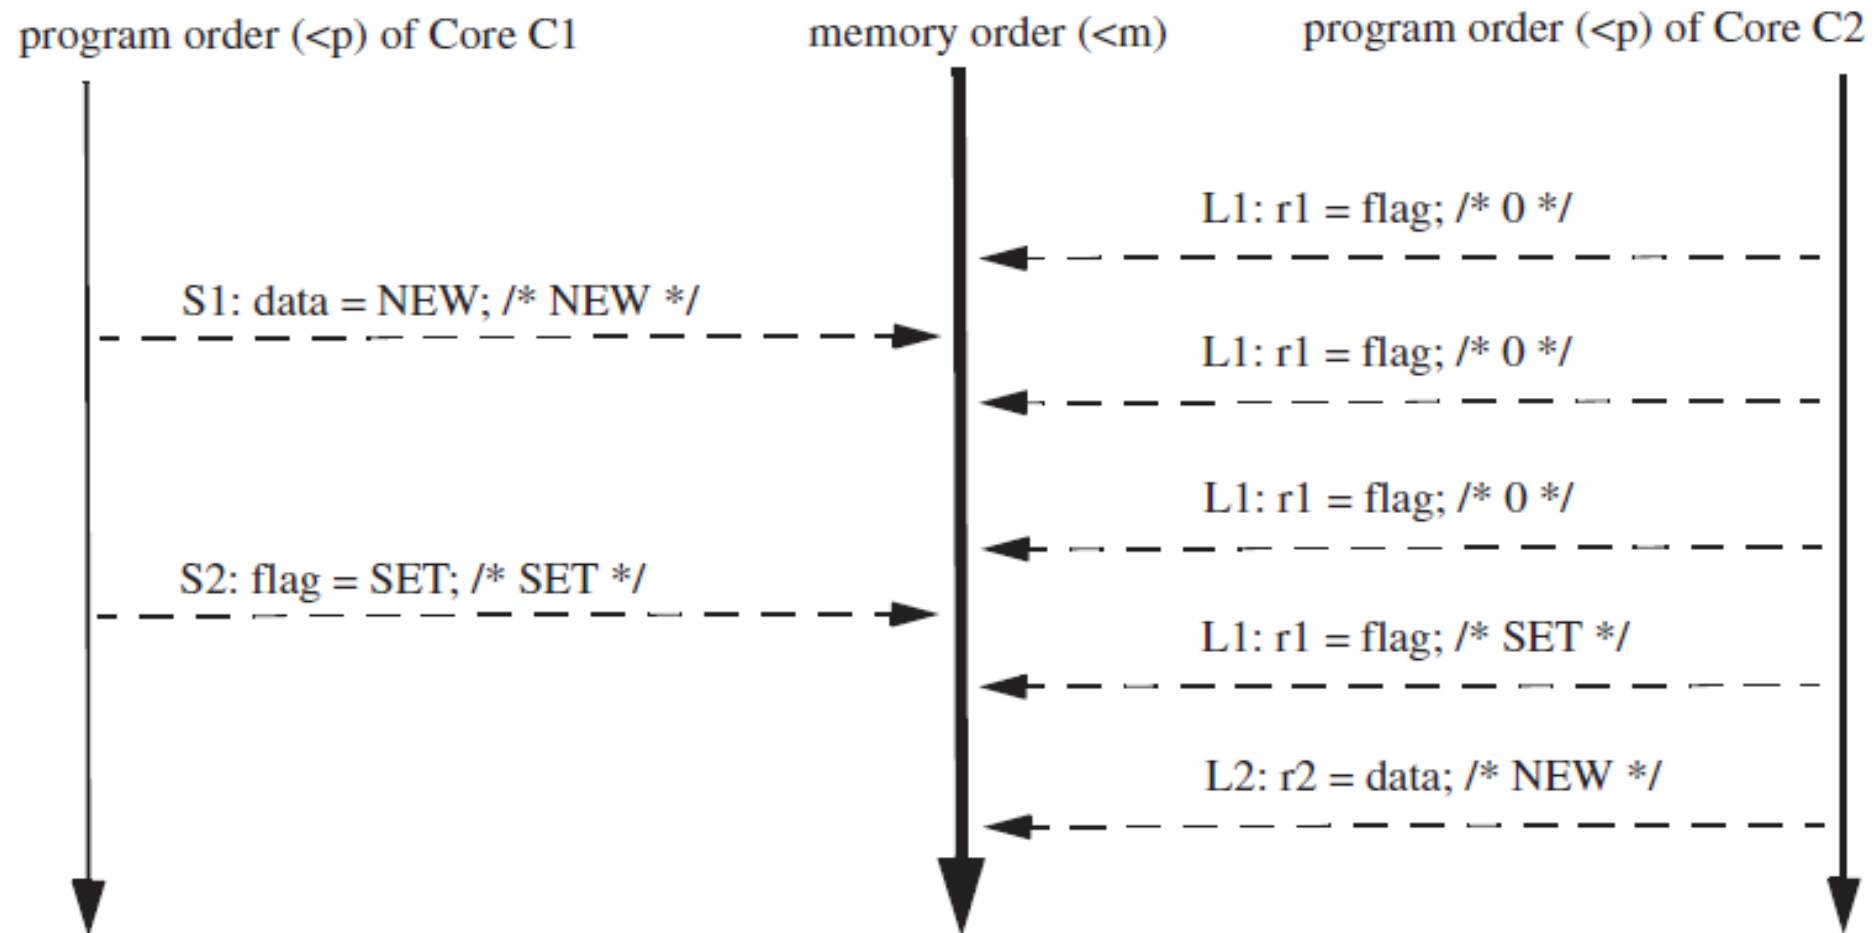 program order (<p) of Core C1
memory order (<m)
program order (<p) of Core C2
L1: r1 = flag; /* 0 */
S1: data = NEW; /* NEW */
L1: r1 = flag; /* 0 */
L1: r1 = flag; /* 0 */
S2: flag = SET; /* SET */
L1: r1 = flag; /* SET */
L2: r2 = data; /* NEW */